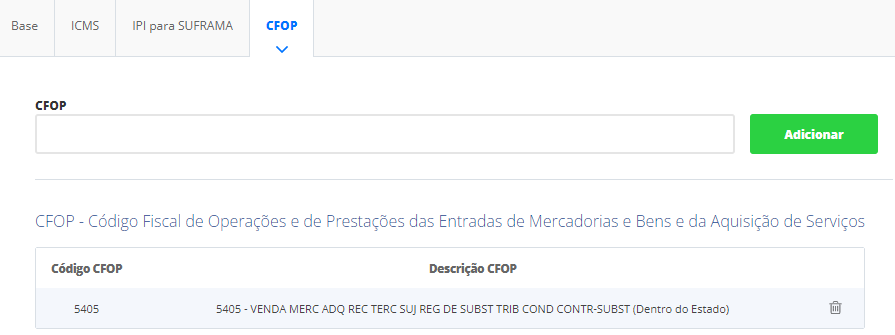 Base ICMS IPI para SUFRAMA CFOP
CFOP
Adicionar
CFOP - Código Fiscal de Operações e de Prestações das Entradas de Mercadorias e Bens e da Aquisição de Serviços
Código CFOP Descrição CFOP
5405 5405 - VENDA MERC ADQ REC TERC SUJ REG DE SUBST TRIB COND CONTR-SUBST (Dentro do Estado)